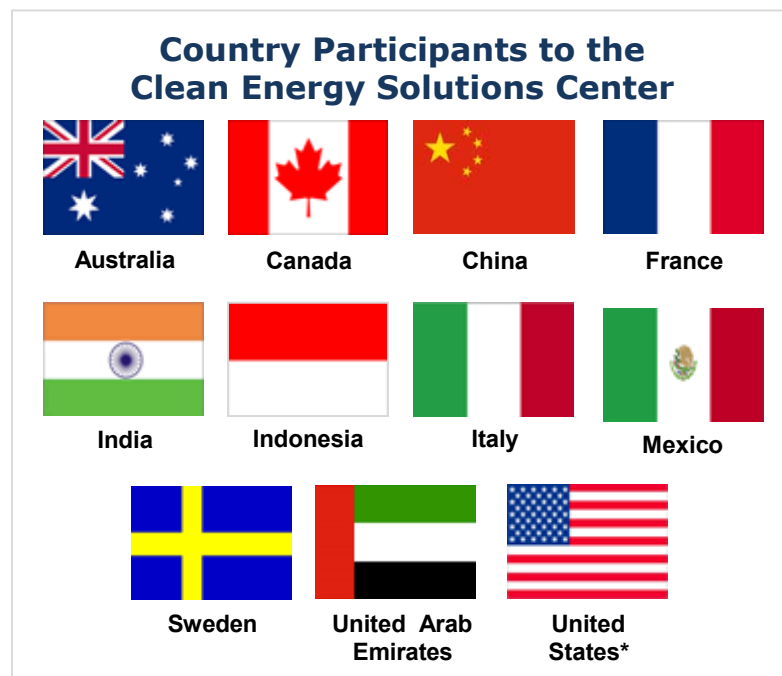 Country Participants to the
Clean Energy Solutions Center
Australia
Canada
China
France
India
Indonesia
Italy
Mexico
Sweden
United Arab
Emirates
United
States*